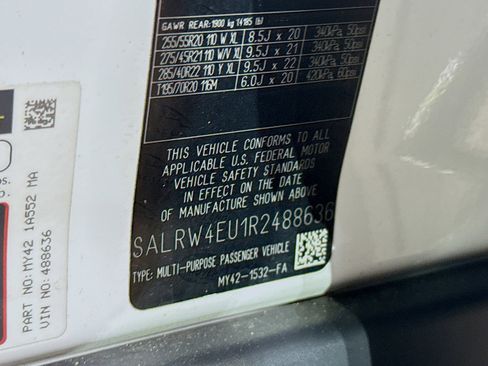 GAWR REAR: 1900 kg (4185 lb)
255/55R20 110 W XL 8.5J x 20 340kPa, 50psi
275/45R21 110 W/V XL 9.5J x 21 340kPa, 50psi
285/40R22 110 Y XL 9.5J x 22 340kPa, 50psi
T195/70R20 116M 6.0J x 20 420kPa, 60psi
THIS VEHICLE CONFORMS TO ALL
APPLICABLE U.S. FEDERAL MOTOR
VEHICLE SAFETY STANDARDS
IN EFFECT ON THE DATE
OF MANUFACTURE SHOWN ABOVE
SALRW4EU1R2488636
TYPE: MULTI-PURPOSE PASSENGER VEHICLE
MY42-1532-FA
PART NO: MY42 1A552 MA
VIN NO: 488636